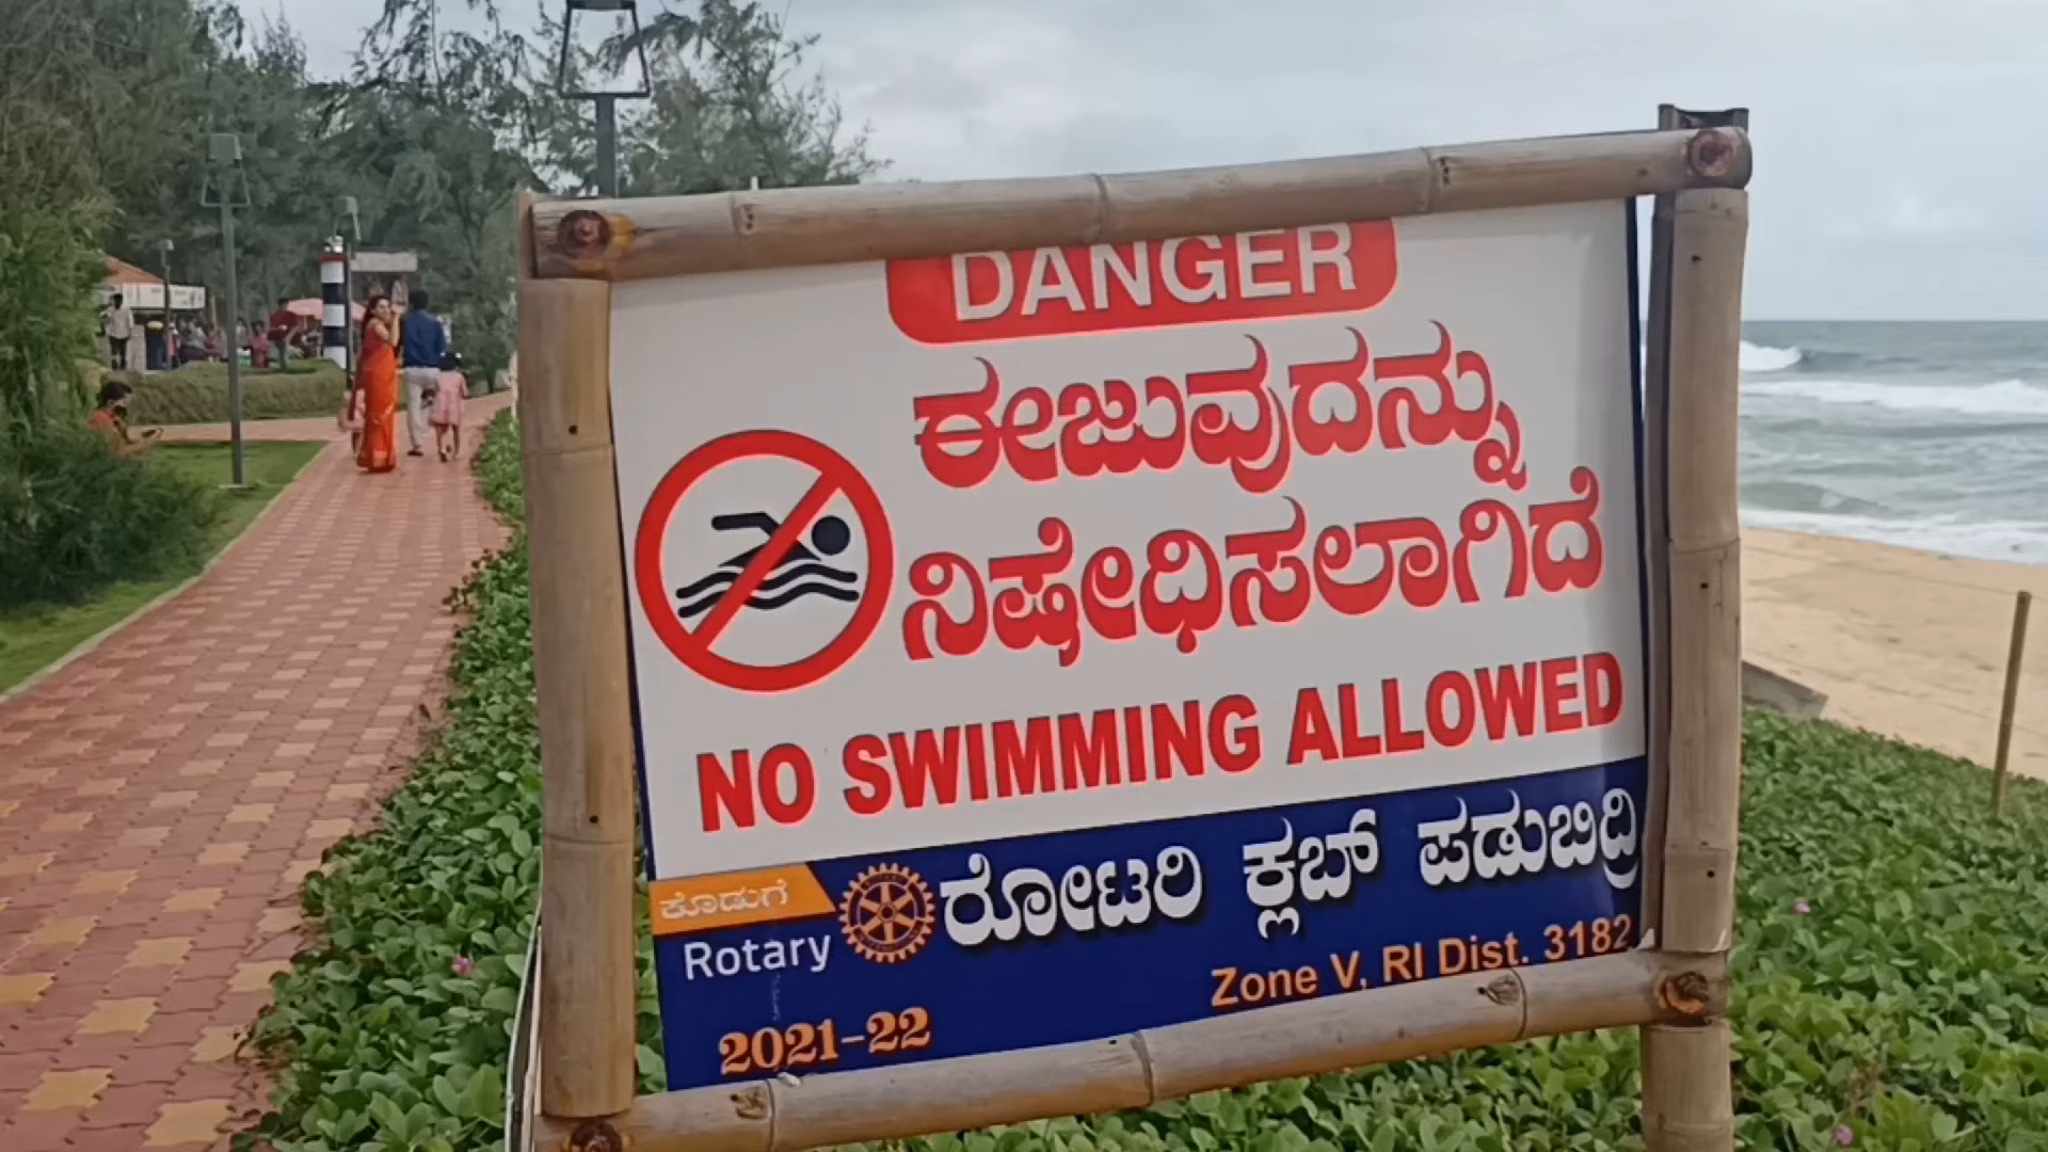 DANGER
ಈಜುವುದನ್ನು
ನಿಷೇಧಿಸಲಾಗಿದೆ
NO SWIMMING ALLOWED
ಕೊಡುಗೆ
ರೋಟರಿ ಕ್ಲಬ್ ಪಡುಬಿದ್ರಿ
Rotary
Zone V, RI Dist. 3182
2021-22